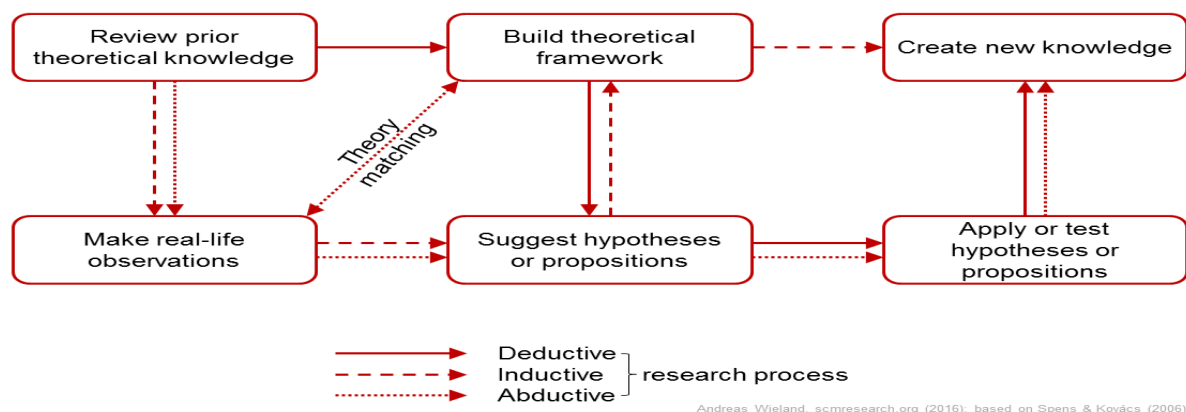 Review prior
theoretical knowledge
Build theoretical
framework
Create new knowledge
Theory
matching
Make real-life
observations
Suggest hypotheses
or propositions
Apply or test
hypotheses or
propositions
Deductive
Inductive
Abductive
research process
Andreas Wieland, scmresearch.org (2016); based on Spens & Kovács (2006)